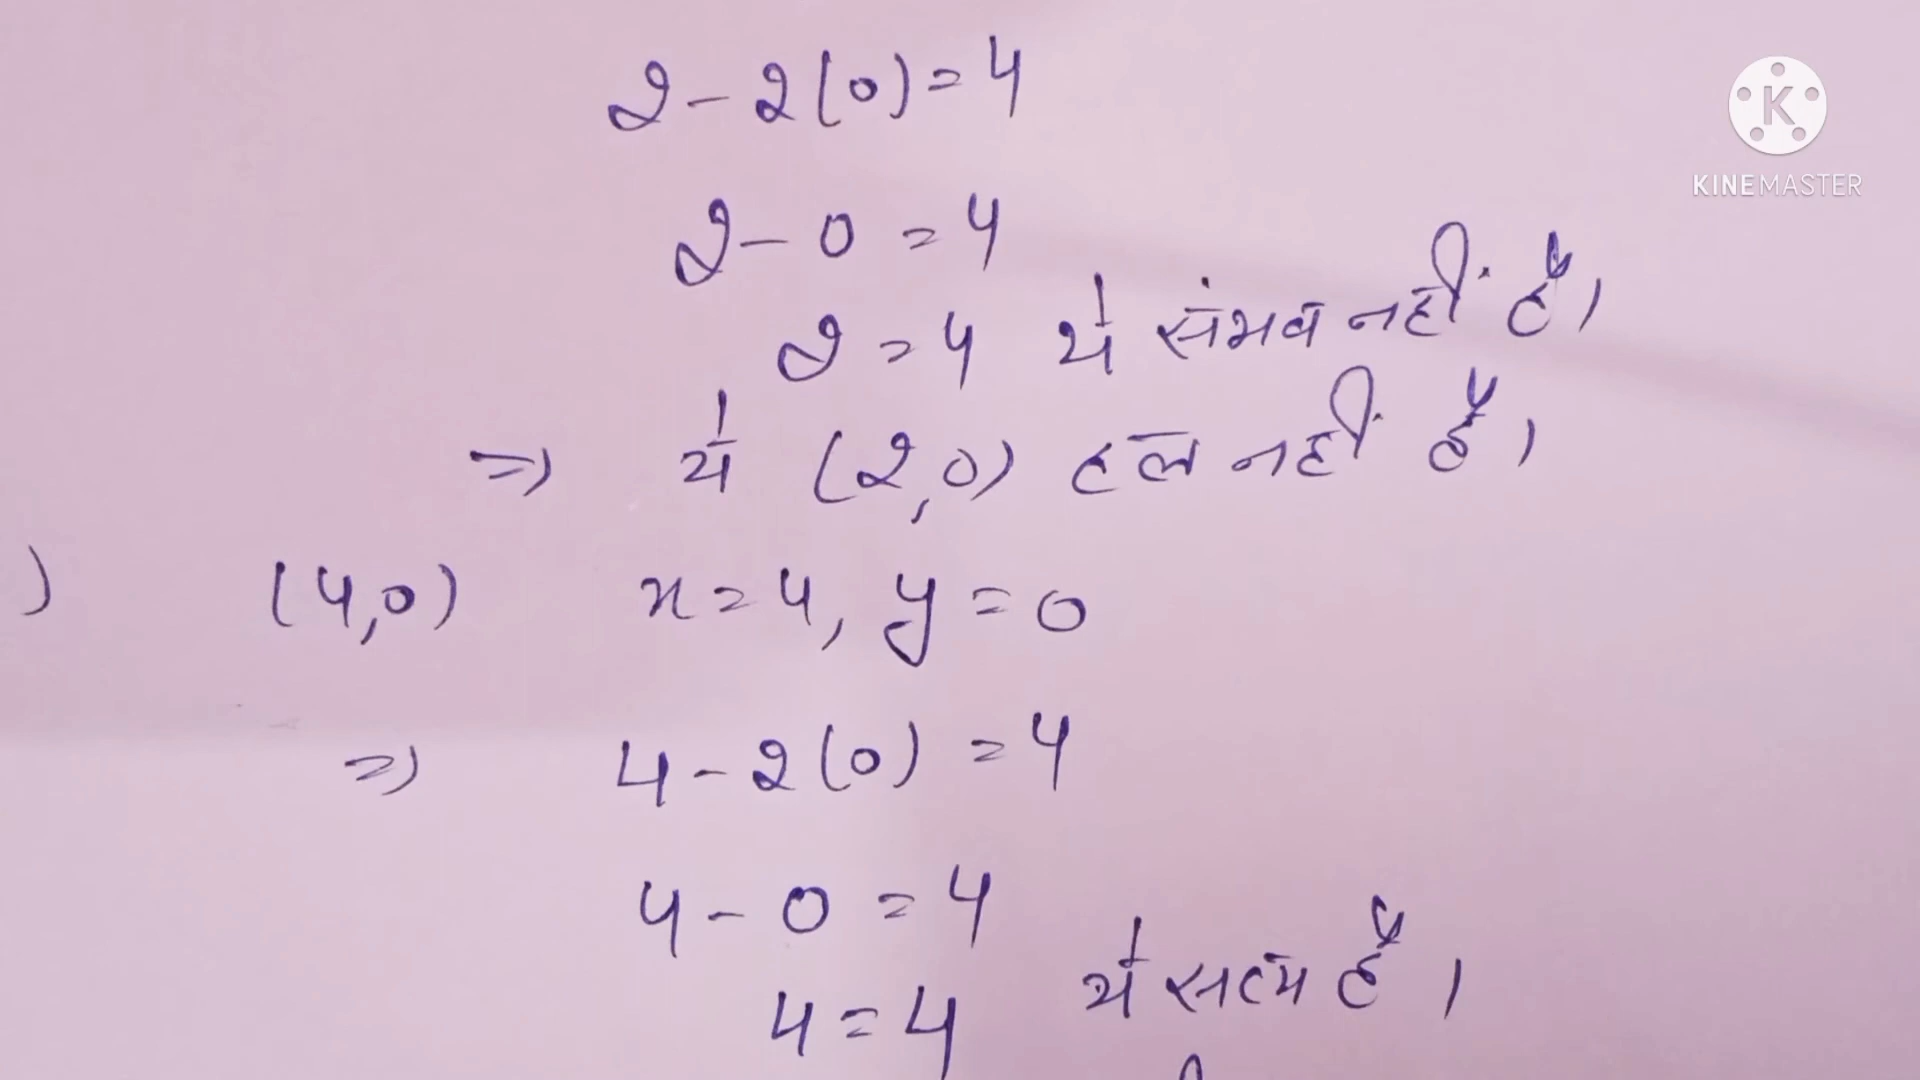 2 - 2(0) = 4
2 - 0 = 4
2 = 4 ये संभव नहीं है।
⇒ ये (2,0) हल नहीं है।
) (4,0) x = 4, y = 0
⇒ 4 - 2(0) = 4
4 - 0 = 4
4 = 4 ये सत्य है।
K
KINEMASTER